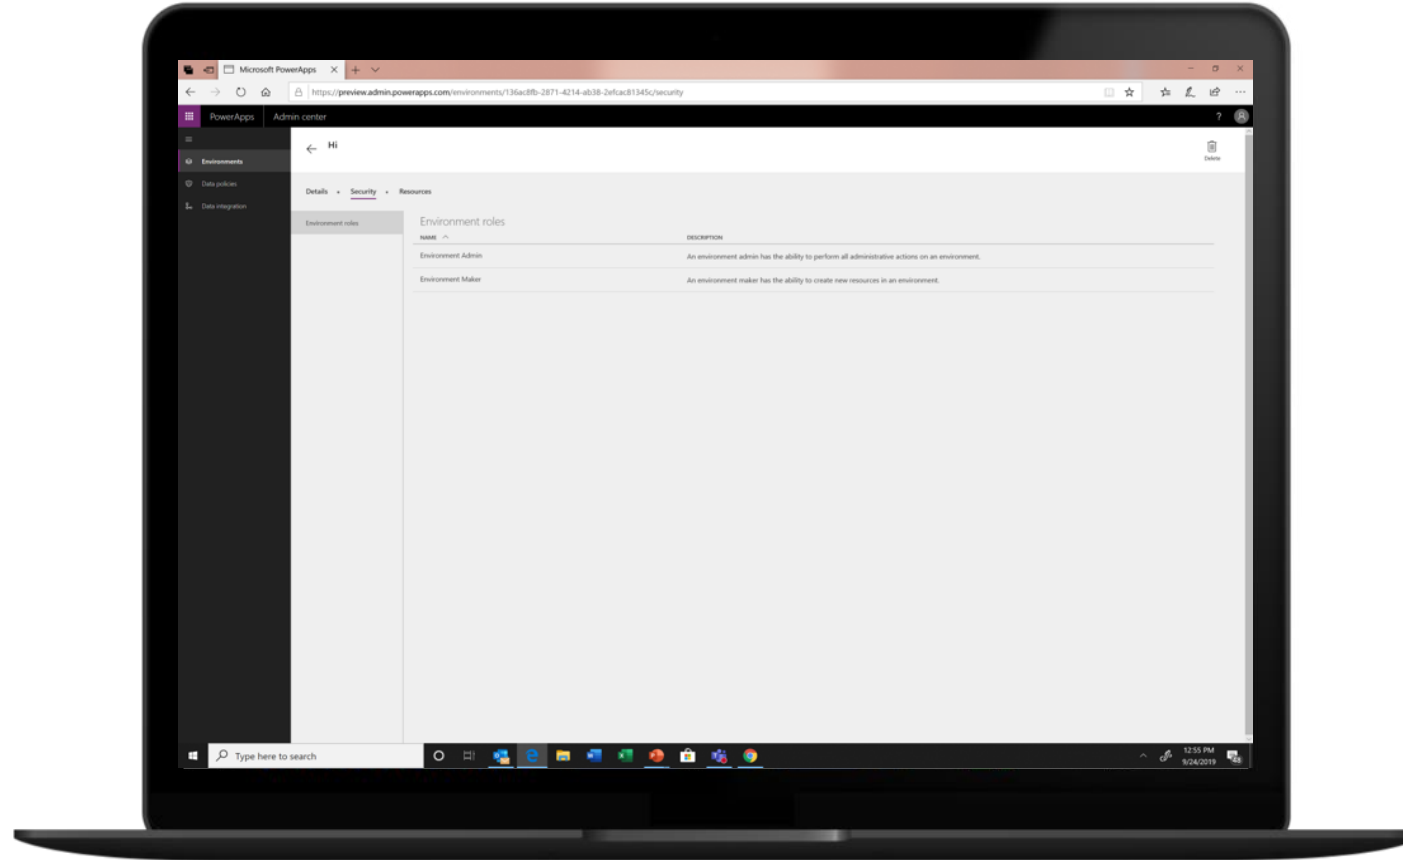 Microsoft PowerApps
https://preview.admin.powerapps.com/environments/136ac8fb-2871-4214-ab38-2efcac81345c/security
PowerApps Admin center ?
Hi
Delete
Environments
Data policies
Data integration
Details Security Resources
Environment roles
Environment roles
NAME DESCRIPTION
Environment Admin An environment admin has the ability to perform all administrative actions on an environment.
Environment Maker An environment maker has the ability to create new resources in an environment.
Type here to search
12:55 PM
9/24/2019